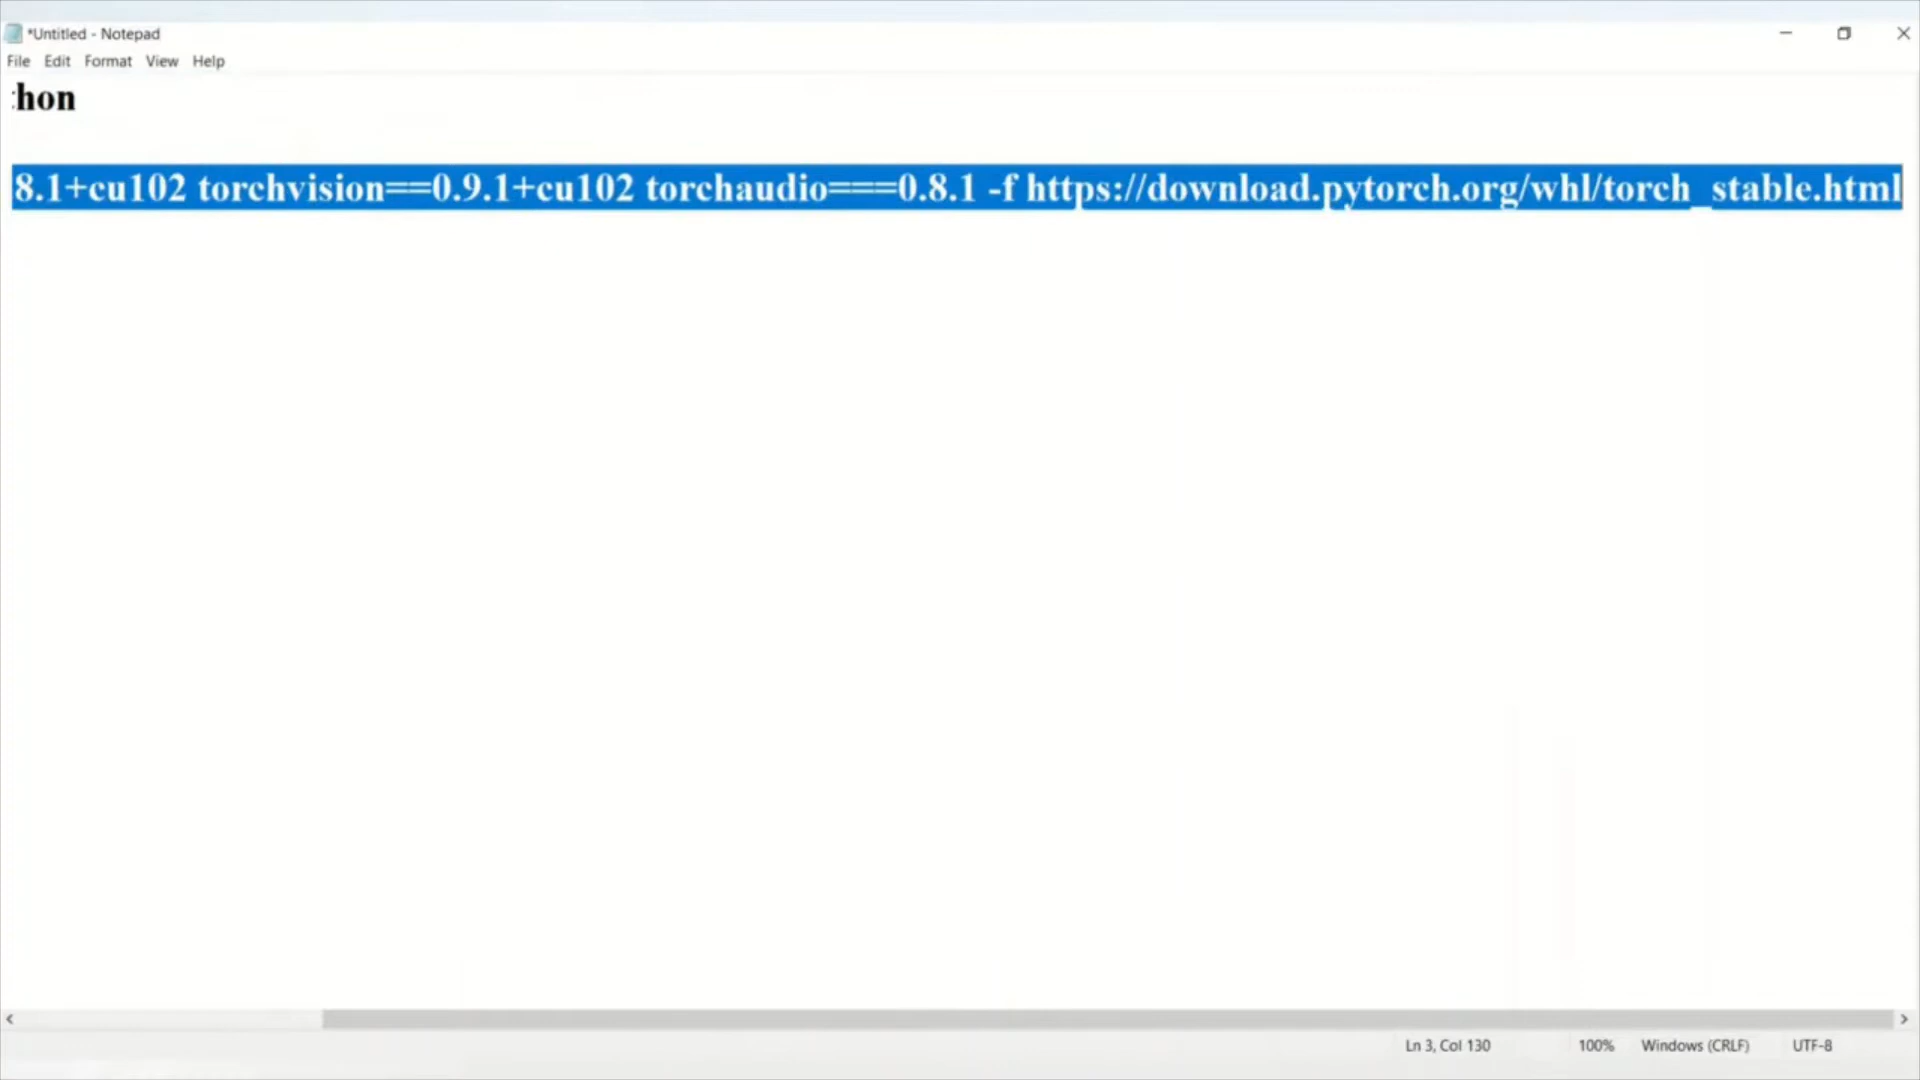 *Untitled - Notepad
File Edit Format View Help
hon
8.1+cu102 torchvision==0.9.1+cu102 torchaudio===0.8.1 -f https://download.pytorch.org/whl/torch_stable.html
Ln 3, Col 130 100% Windows (CRLF) UTF-8